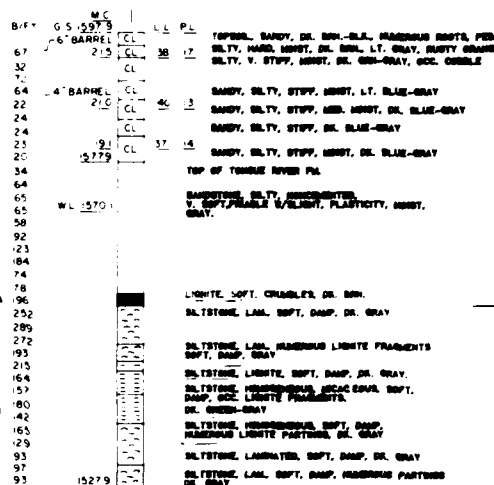 M.C.
B/FT G.S. 1597.9 L.L. P.L.
6" BARREL CL TOPSOIL, SANDY, DK. BRN.-BLK., NUMEROUS ROOTS,
67 21.5 CL 38 17 SILTY, HARD, MOIST, DK. BRN., LT. GRAY, RUSTY
32 CL SILTY, V. STIFF, MOIST, DK. GRN-GRAY, OCC. COBBLE
64 4" BARREL CL SANDY, SILTY, STIFF, MOIST, LT. BLUE-GRAY
22 21.0 CL 40 13 SANDY, SILTY, STIFF, MED. MOIST, DK. BLUE-GRAY
24
24 CL SANDY, SILTY, STIFF, DK. BLUE-GRAY
23 19.1 CL 37 14 SANDY, SILTY, STIFF, MOIST, DK. BLUE-GRAY
20 1577.9
34 TOP OF TONGUE RIVER FM.
64
65 SANDSTONE, SILTY, NONCEMENTED
65 W.L. 1570.1 V. SOFT, FRIABLE W/SLIGHT, PLASTICITY, MOIST,
58 GRAY.
92
123
184
74
78
196 LIGNITE, SOFT, CRUMBLES, DK. BRN.
252 SILTSTONE, LAM., SOFT, DAMP, DK. GRAY
289
272 SILTSTONE, LAM., NUMEROUS LIGNITE FRAGMENTS
193 SOFT, DAMP, GRAY
215
164 SILTSTONE, LIGNITE, SOFT, DAMP, DK. GRAY.
157 SILTSTONE, HOMOGENEOUS, MICACEOUS, SOFT,
180 DAMP, OCC. LIGNITE FRAGMENTS.
142 DK. GREEN-GRAY
165 SILTSTONE, HOMOGENEOUS, SOFT, DAMP,
129 NUMEROUS LIGNITE PARTINGS, DK. GRAY
93 SILTSTONE, LAMINATED, SOFT, DAMP, DK. GRAY
97
93 1527.9 SILTSTONE, LAM., SOFT, DAMP, NUMEROUS PARTINGS
DK. GRAY